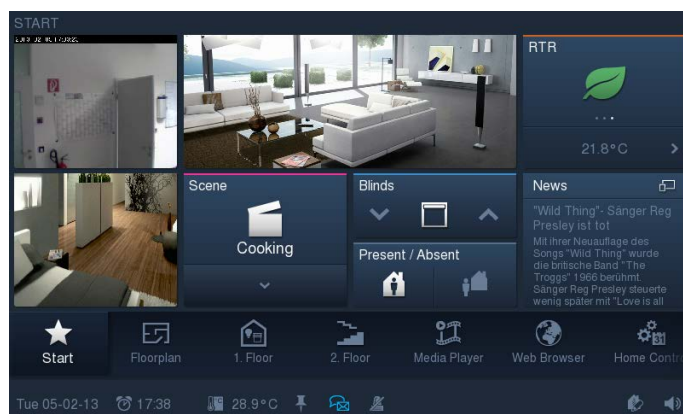 START
RTR
21.8°C
Scene
Cooking
Blinds
Present / Absent
News
"Wild Thing"- Sänger Reg
Presley ist tot
Mit ihrer Neuauflage des
Songs "Wild Thing" wurde
die britische Band "The
Troggs" 1966 berühmt.
Sänger Reg Presley steuerte
wenig später mit "Love is all
Start
Floorplan
1. Floor
2. Floor
Media Player
Web Browser
Home Contr
31
Tue 05-02-13
17:38
28.9°C